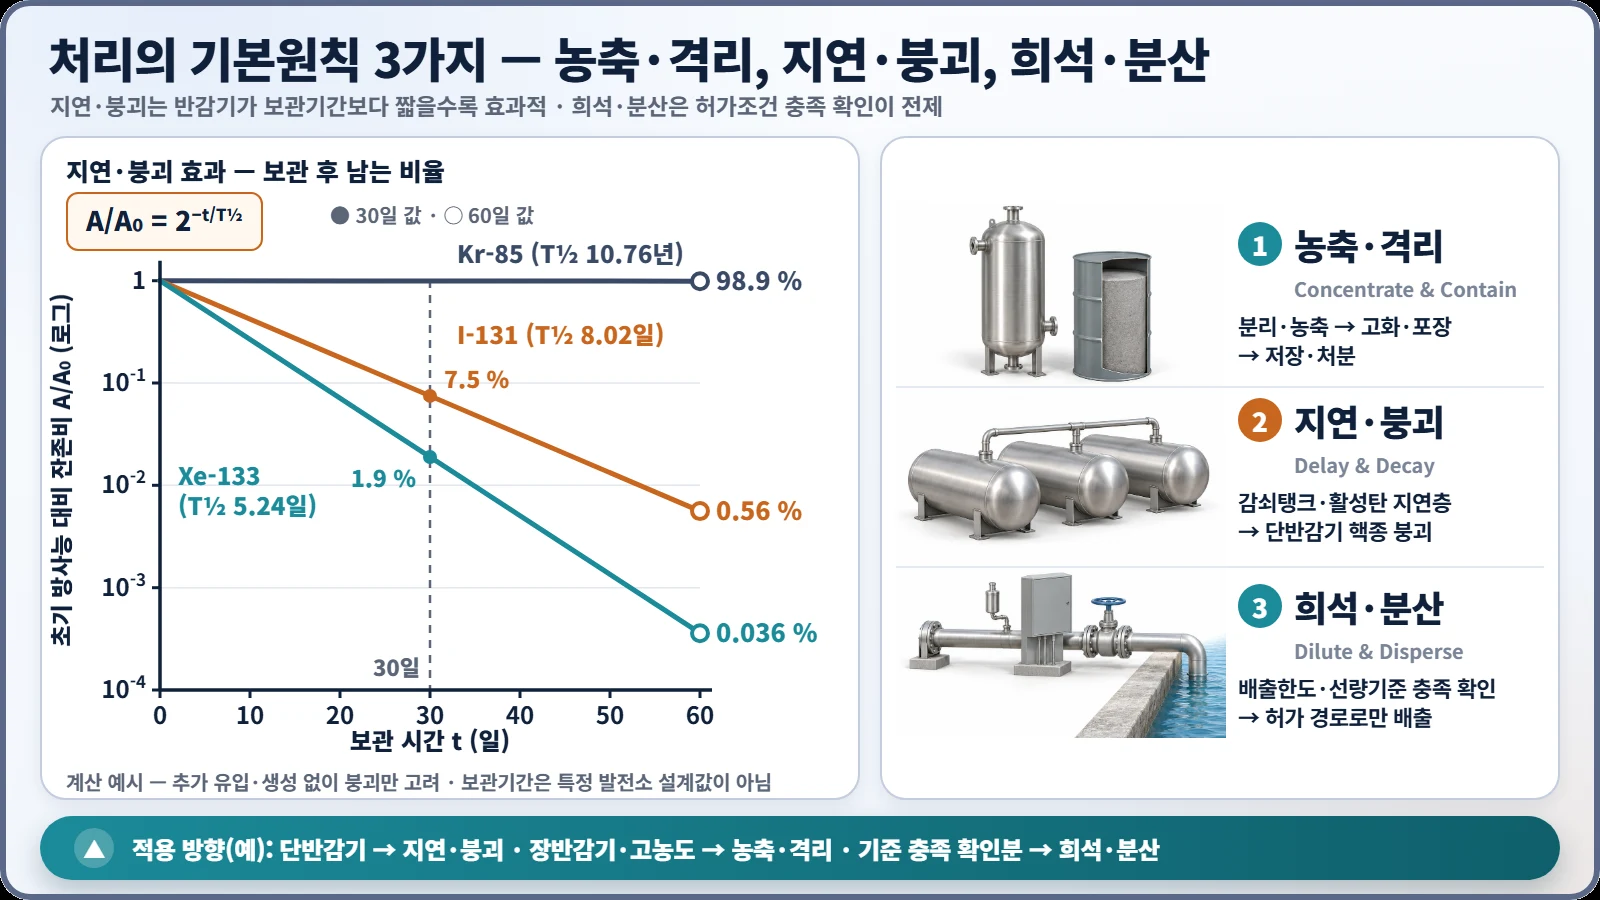 처리의 기본원칙 3가지 — 농축·격리, 지연·붕괴, 희석·분산
지연·붕괴는 반감기가 보관기간보다 짧을수록 효과적 · 희석·분산은 허가조건 충족 확인이 전제
지연·붕괴 효과 — 보관 후 남는 비율
A/A₀ = 2^−t/T½
30일 값 · 60일 값
Kr-85 (T½ 10.76년)
98.9 %
I-131 (T½ 8.02일)
7.5 %
0.56 %
Xe-133
(T½ 5.24일)
1.9 %
0.036 %
30일
초기 방사능 대비 잔존비 A/A₀ (로그)
1
10⁻¹
10⁻²
10⁻³
10⁻⁴
0 10 20 30 40 50 60
보관 시간 t (일)
계산 예시 — 추가 유입·생성 없이 붕괴만 고려 · 보관기간은 특정 발전소 설계값이 아님
1 농축·격리
Concentrate & Contain
분리·농축 → 고화·포장
→ 저장·처분
2 지연·붕괴
Delay & Decay
감쇠탱크·활성탄 지연층
→ 단반감기 핵종 붕괴
3 희석·분산
Dilute & Disperse
배출한도·선량기준 충족 확인
→ 허가 경로로만 배출
적용 방향(예): 단반감기 → 지연·붕괴 · 장반감기·고농도 → 농축·격리 · 기준 충족 확인분 → 희석·분산